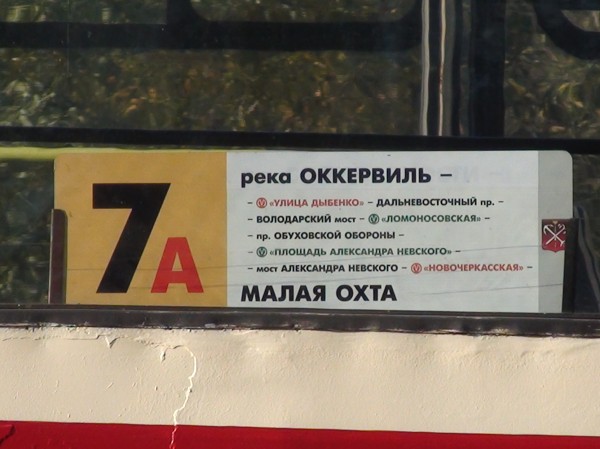 7А
река ОККЕРВИЛЬ –
– «УЛИЦА ДЫБЕНКО» – ДАЛЬНЕВОСТОЧНЫЙ пр. –
– ВОЛОДАРСКИЙ мост – «ЛОМОНОСОВСКАЯ» –
– пр. ОБУХОВСКОЙ ОБОРОНЫ –
– «ПЛОЩАДЬ АЛЕКСАНДРА НЕВСКОГО» –
– мост АЛЕКСАНДРА НЕВСКОГО – «НОВОЧЕРКАССКАЯ» –
МАЛАЯ ОХТА